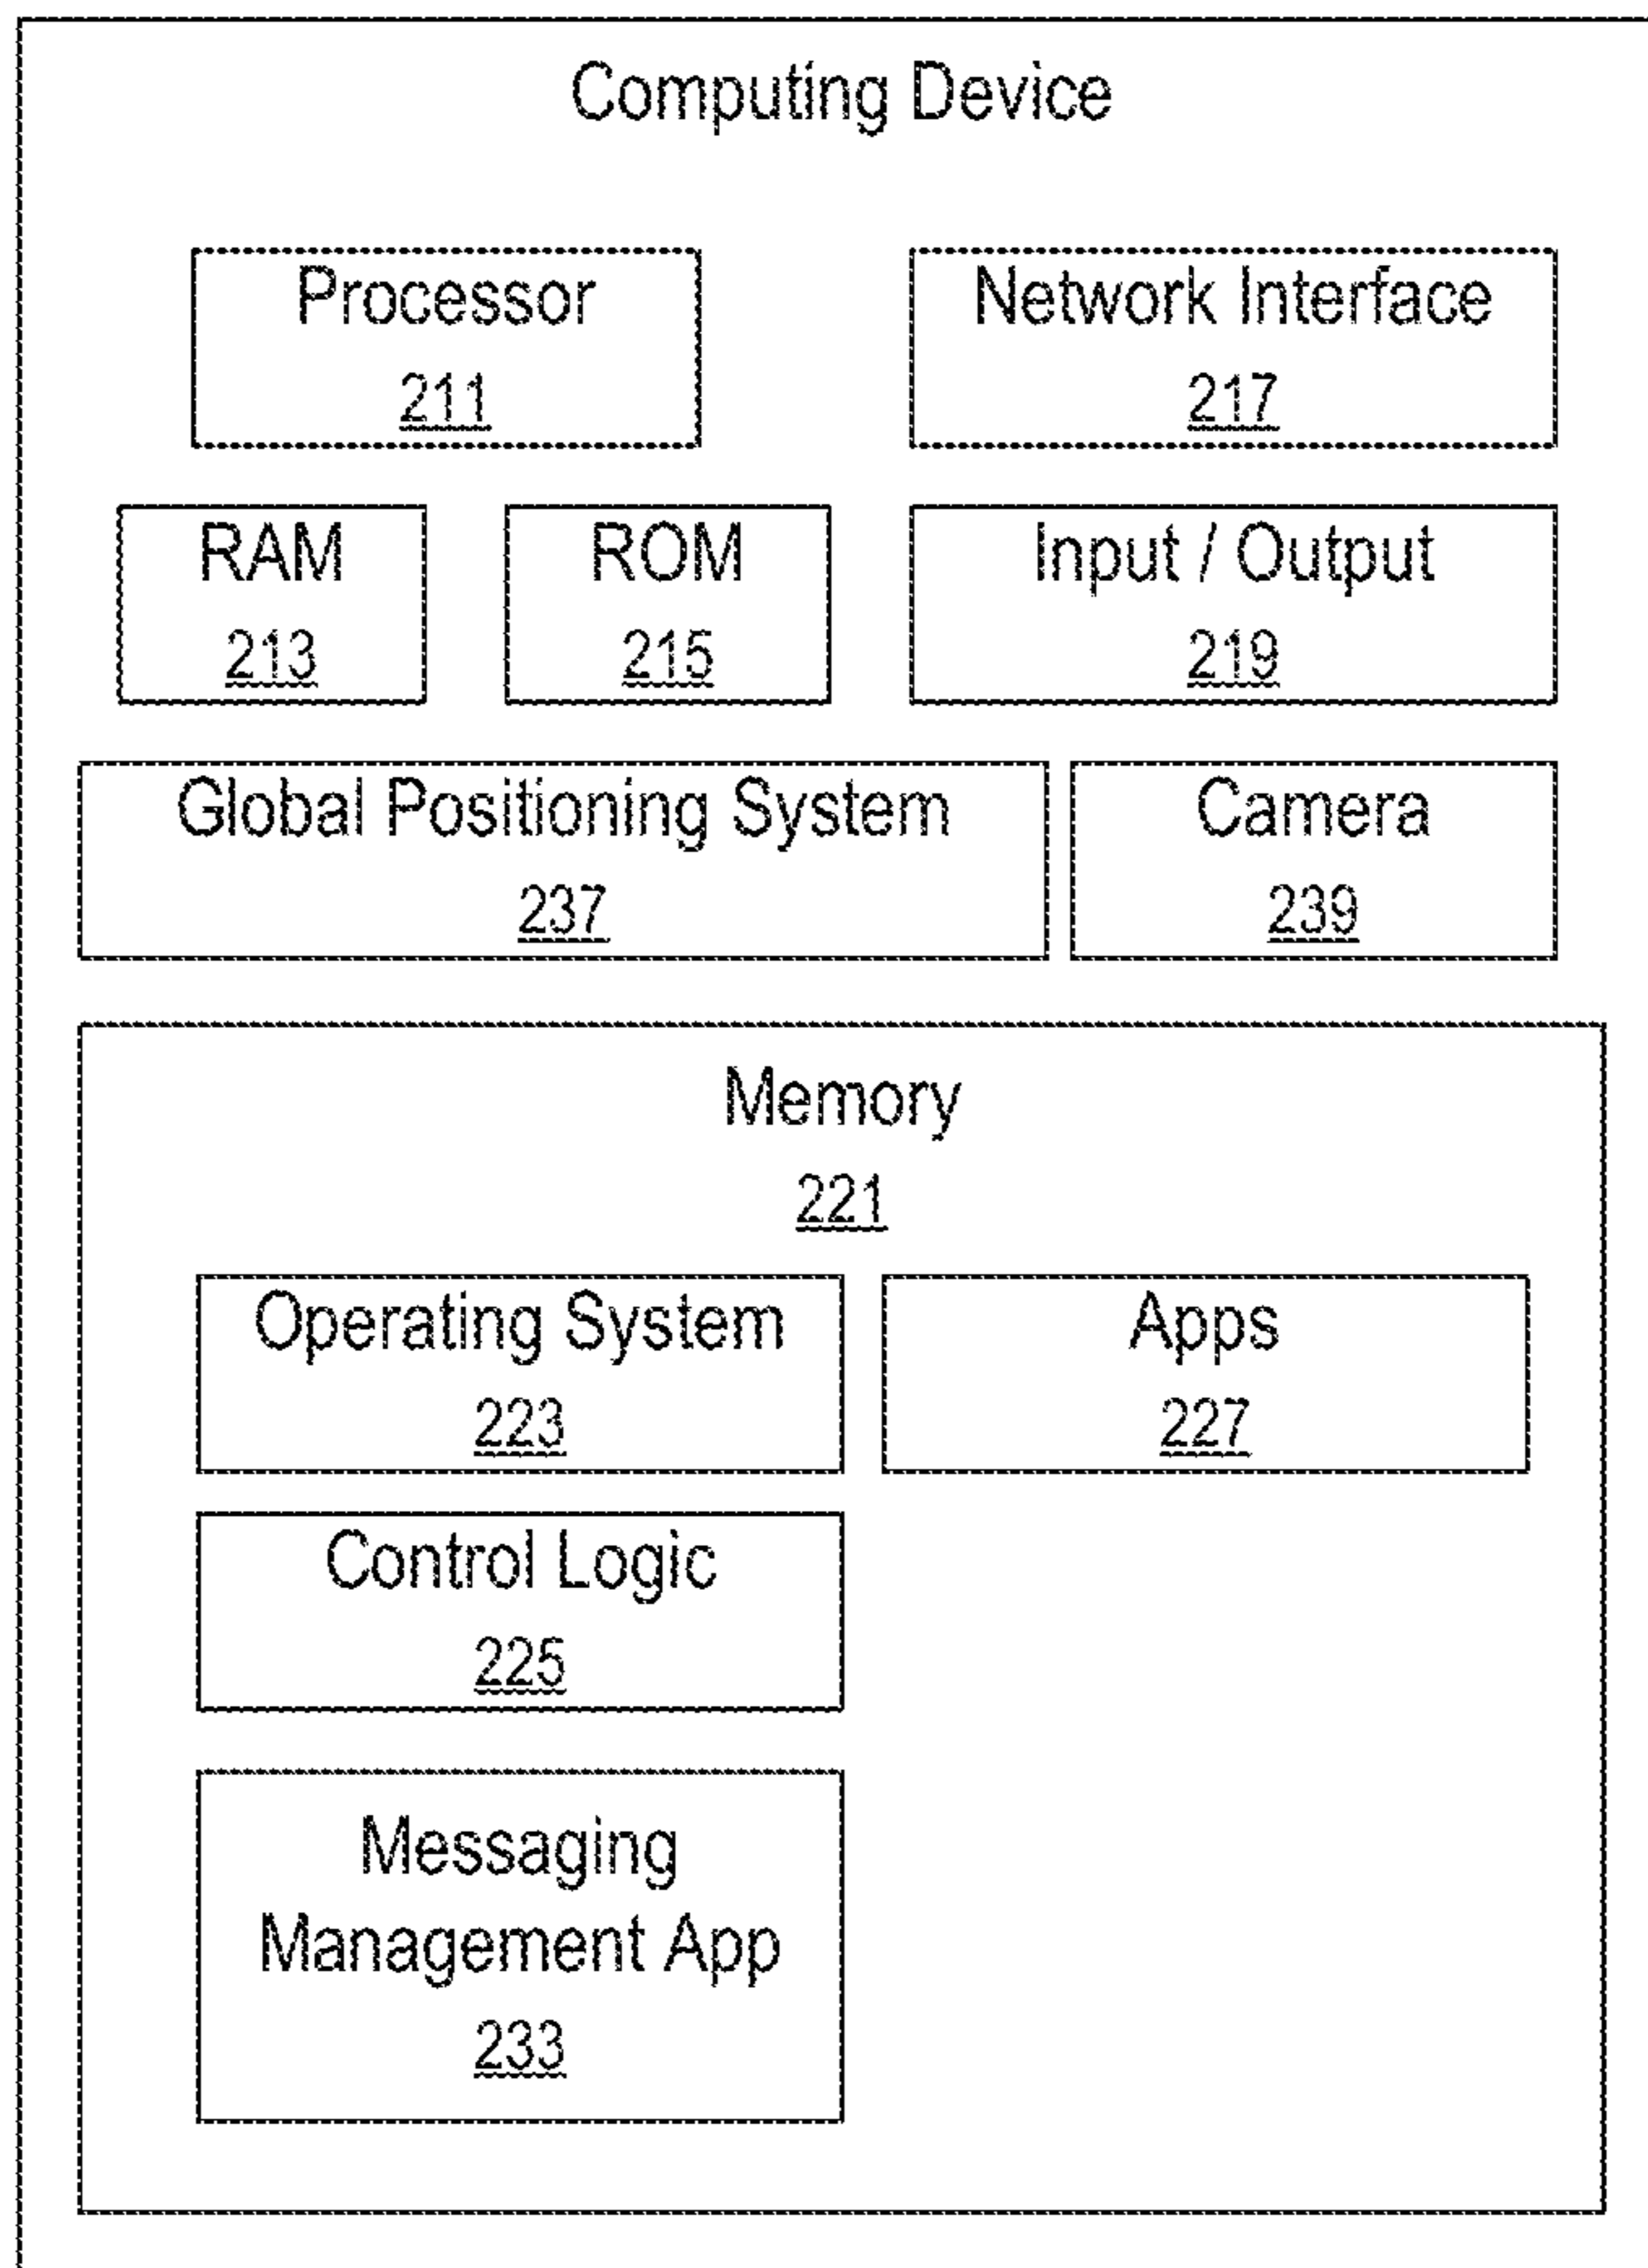 Computing Device
Processor
211
Network Interface
217
RAM
213
ROM
215
Input / Output
219
Global Positioning System
237
Camera
239
Memory
221
Operating System
223
Apps
227
Control Logic
225
Messaging
Management App
233